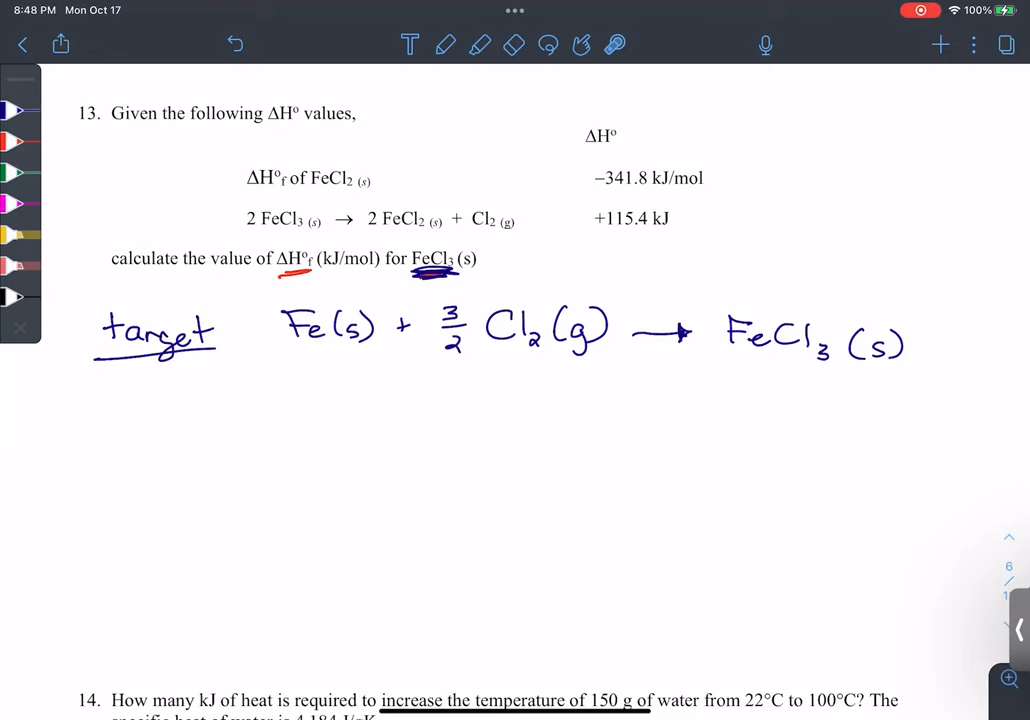 8:48 PM Mon Oct 17
100%
13. Given the following ΔH° values,
ΔH°
ΔH°f of FeCl2 (s) −341.8 kJ/mol
2 FeCl3 (s) → 2 FeCl2 (s) + Cl2 (g) +115.4 kJ
calculate the value of ΔH°f (kJ/mol) for FeCl3 (s)
target Fe(s) + 3/2 Cl2(g) → FeCl3(s)
6
/
14. How many kJ of heat is required to increase the temperature of 150 g of water from 22°C to 100°C? The